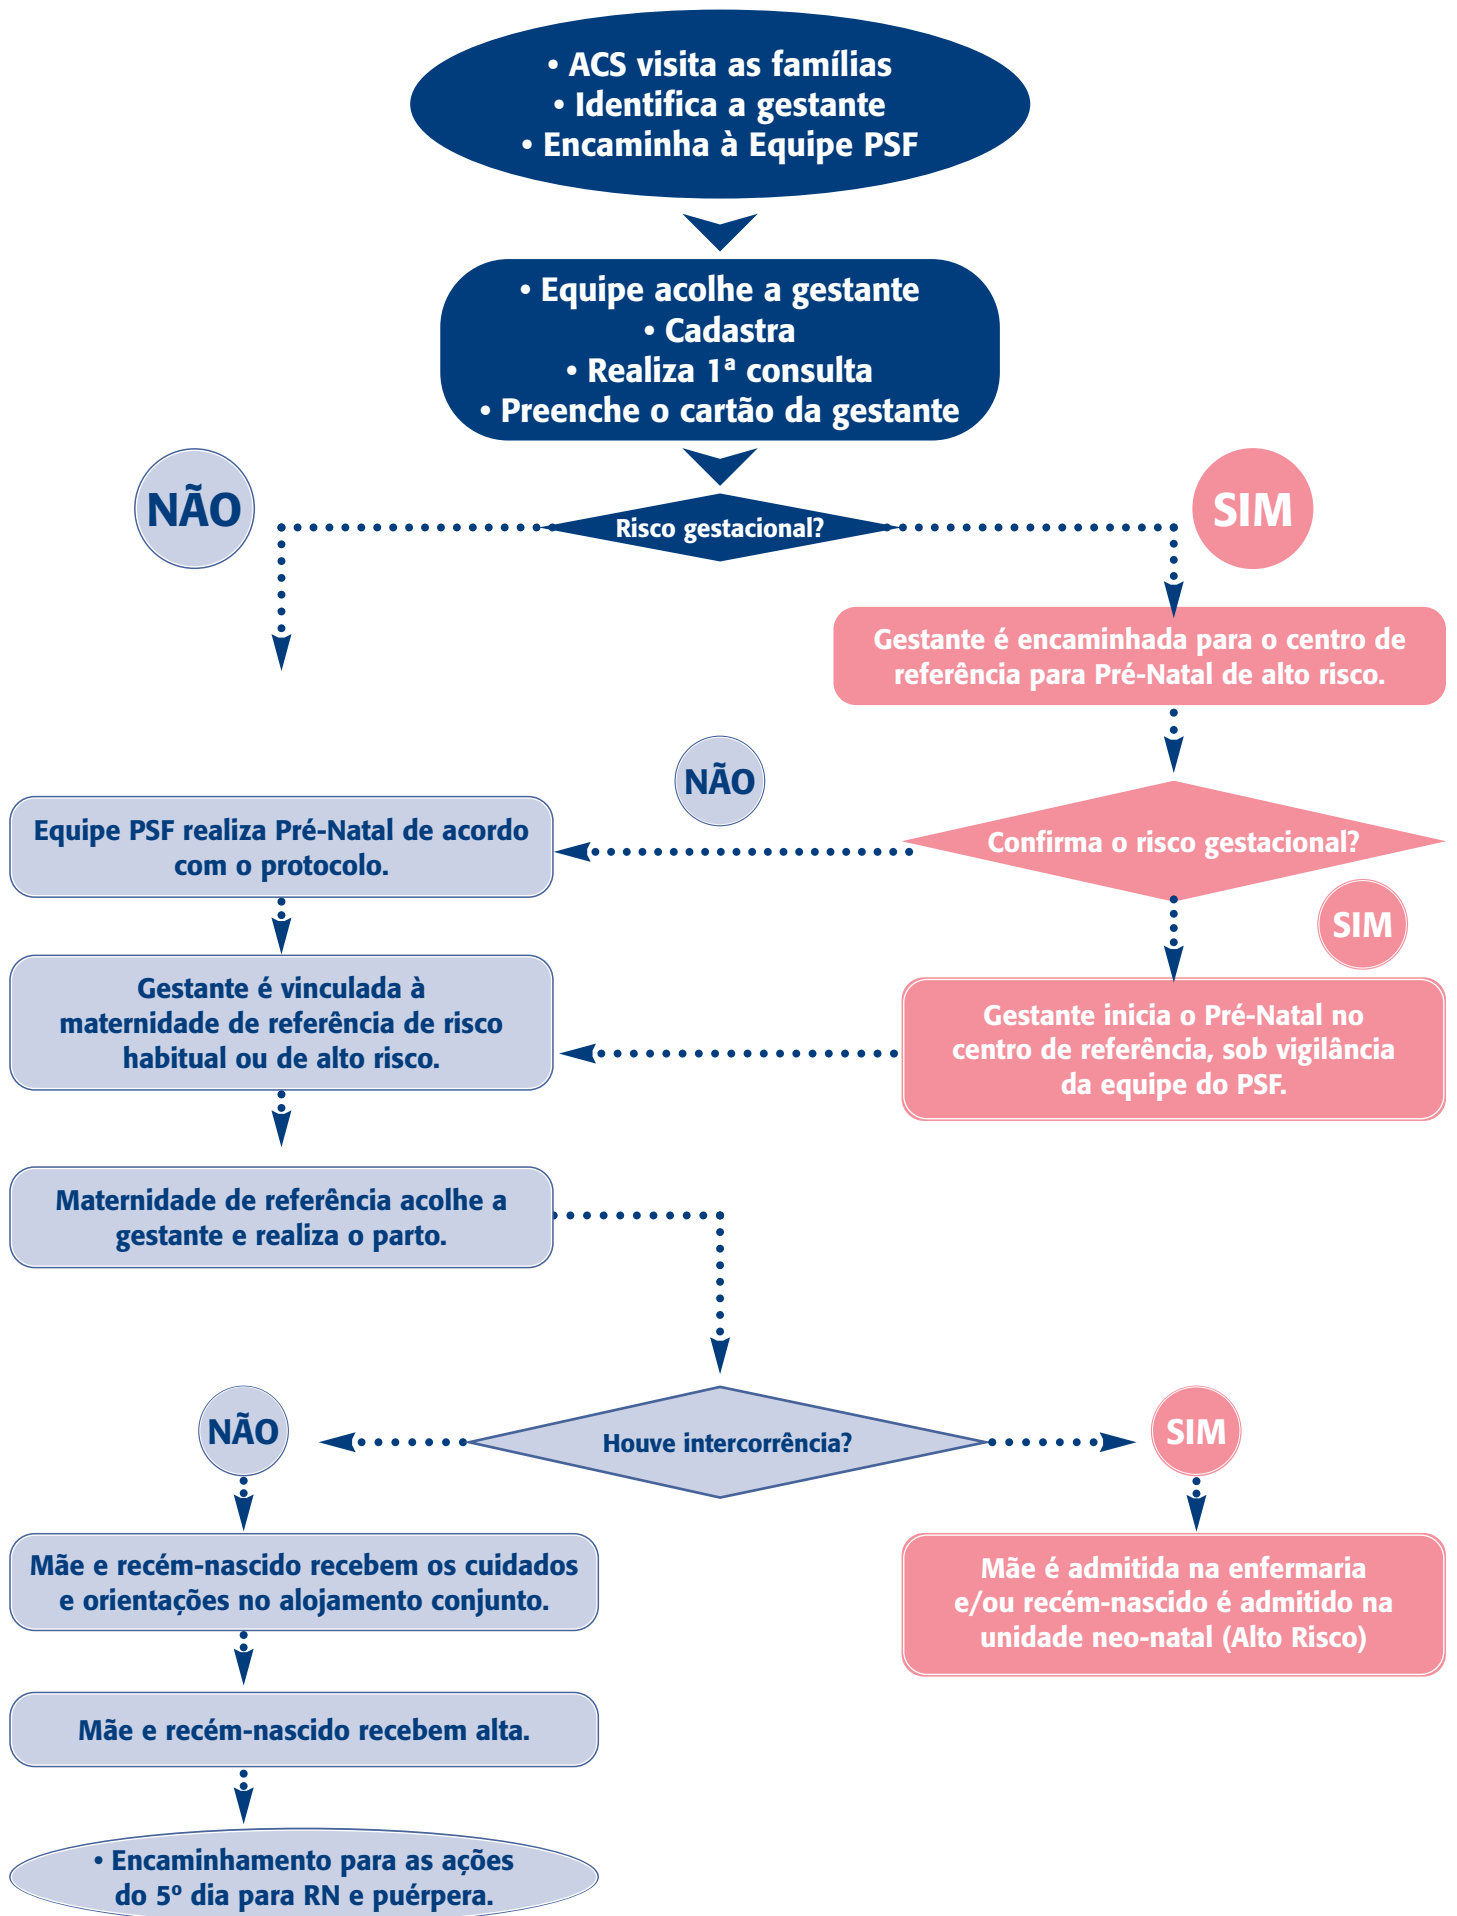 • ACS visita as famílias
• Identifica a gestante
• Encaminha à Equipe PSF
• Equipe acolhe a gestante
• Cadastra
• Realiza 1ª consulta
• Preenche o cartão da gestante
NÃO
Risco gestacional?
SIM
Gestante é encaminhada para o centro de
referência para Pré-Natal de alto risco.
NÃO
Confirma o risco gestacional?
Equipe PSF realiza Pré-Natal de acordo
com o protocolo.
SIM
Gestante é vinculada à
maternidade de referência de risco
habitual ou de alto risco.
Gestante inicia o Pré-Natal no
centro de referência, sob vigilância
da equipe do PSF.
Maternidade de referência acolhe a
gestante e realiza o parto.
NÃO
Houve intercorrência?
SIM
Mãe e recém-nascido recebem os cuidados
e orientações no alojamento conjunto.
Mãe é admitida na enfermaria
e/ou recém-nascido é admitido na
unidade neo-natal (Alto Risco)
Mãe e recém-nascido recebem alta.
• Encaminhamento para as ações
do 5º dia para RN e puérpera.